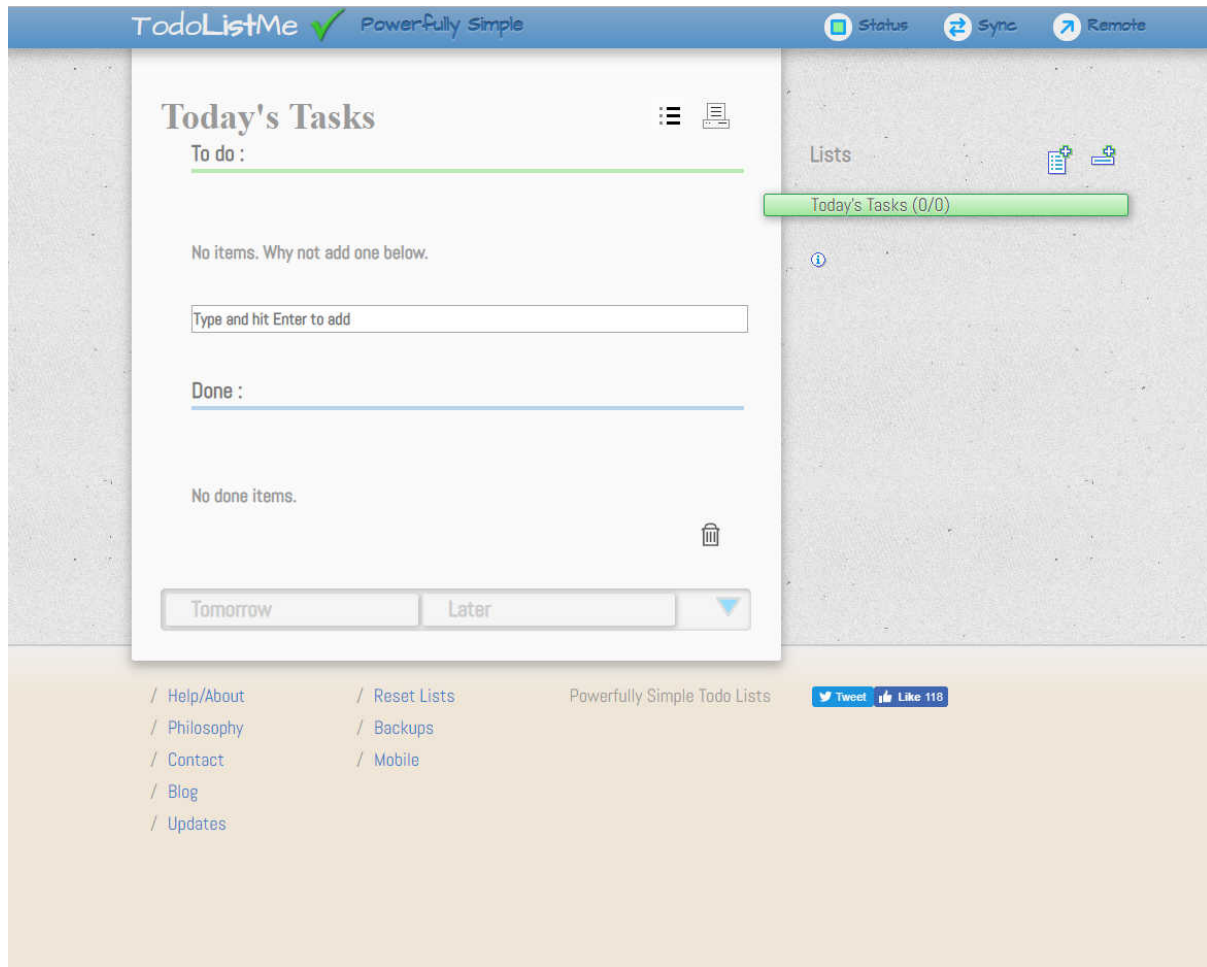 TodoListMe Powerfully Simple Status Sync Remote
Today's Tasks
To do :
No items. Why not add one below.
Type and hit Enter to add
Done :
No done items.
Tomorrow Later
Lists
Today's Tasks (0/0)
/ Help/About
/ Philosophy
/ Contact
/ Blog
/ Updates
/ Reset Lists
/ Backups
/ Mobile
Powerfully Simple Todo Lists
Tweet Like 118